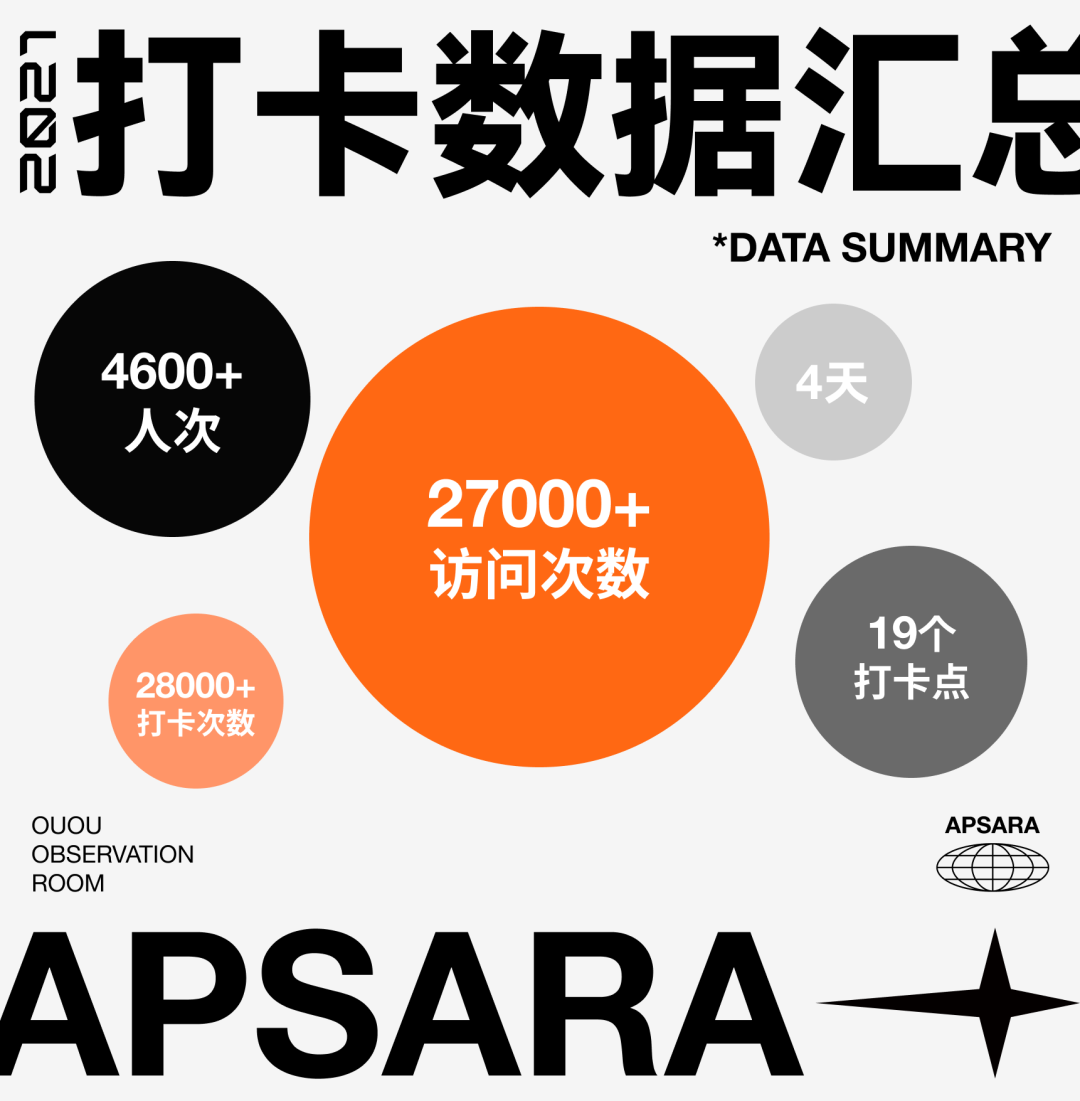 2021
打卡数据汇总
*DATA SUMMARY
4600+
人次
27000+
访问次数
4天
28000+
打卡次数
19个
打卡点
OUOU
OBSERVATION
ROOM
APSARA
APSARA